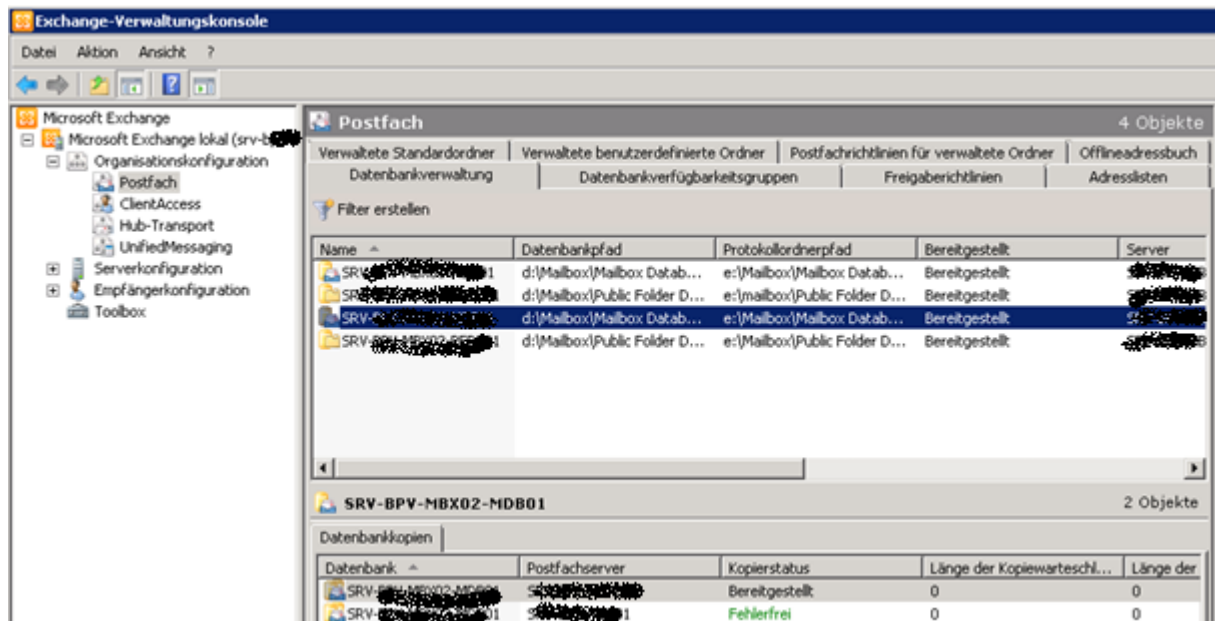 Exchange-Verwaltungskonsole
Datei Aktion Ansicht ?
Microsoft Exchange
Microsoft Exchange lokal (srv-b
Organisationskonfiguration
Postfach
ClientAccess
Hub-Transport
UnifiedMessaging
Serverkonfiguration
Empfängerkonfiguration
Toolbox
Postfach 4 Objekte
Verwaltete Standardordner Verwaltete benutzerdefinierte Ordner Postfachrichtlinien für verwaltete Ordner Offlineadressbuch
Datenbankverwaltung Datenbankverfügbarkeitsgruppen Freigaberichtlinien Adresslisten
Filter erstellen
Name Datenbankpfad Protokollordnerpfad Bereitgestellt Server
d:\Mailbox\Mailbox Datab... e:\Mailbox\Mailbox Datab... Bereitgestellt
d:\Mailbox\Public Folder D... e:\mailbox\Public Folder D... Bereitgestellt
SRV- d:\Mailbox\Mailbox Datab... e:\Mailbox\Mailbox Datab... Bereitgestellt
SRV- d:\Mailbox\Public Folder D... e:\Mailbox\Public Folder D... Bereitgestellt
SRV-BPV-MBX02-MDB01 2 Objekte
Datenbankkopien
Datenbank Postfachserver Kopierstatus Länge der Kopiewarteschl... Länge der
SRV- Bereitgestellt 0 0
SRV- Fehlerfrei 0 0